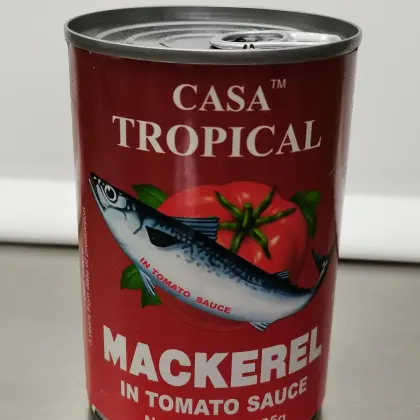 CASA™
TROPICAL
IN TOMATO SAUCE
MACKEREL
IN TOMATO SAUCE